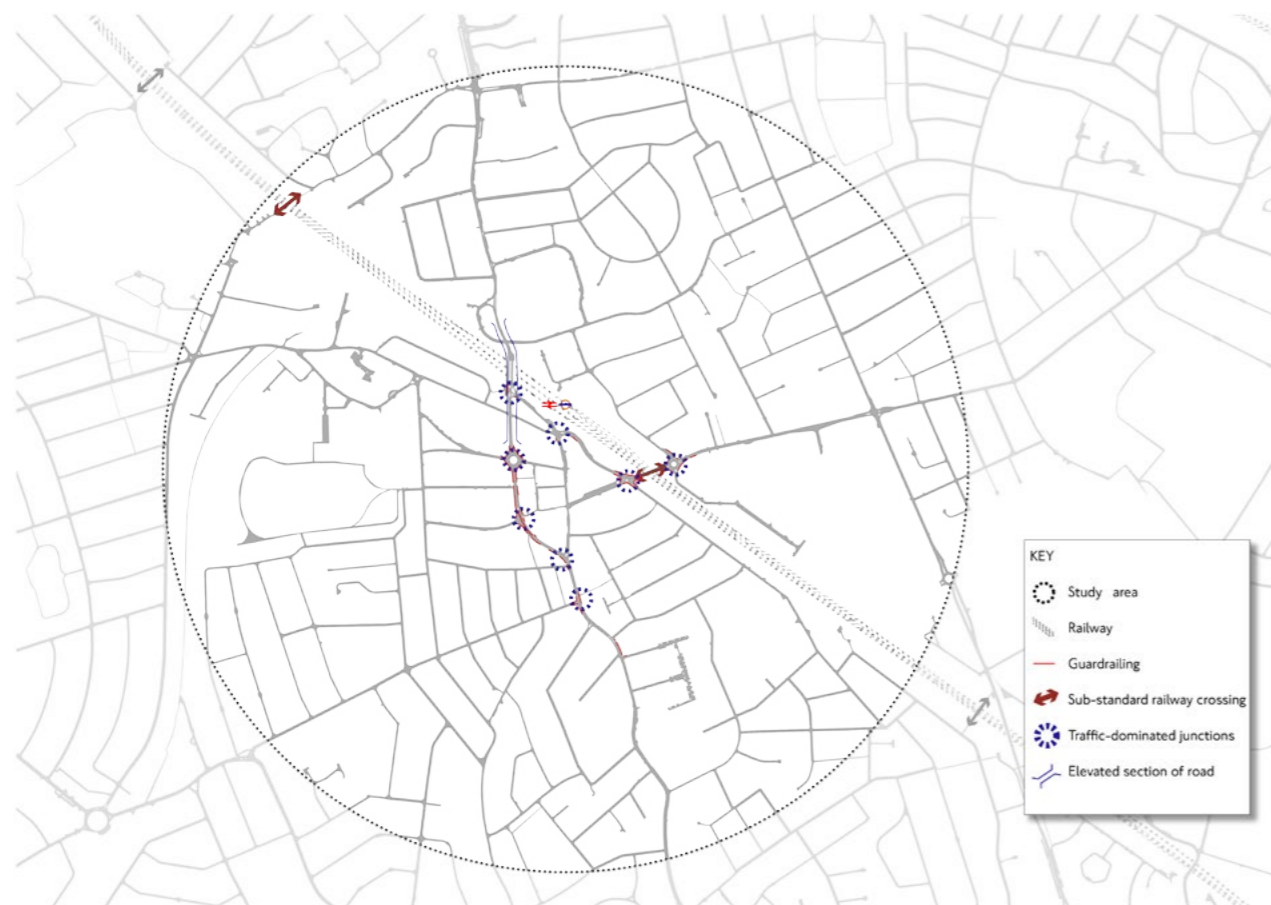 KEY
Study area
Railway
Guardrailing
Sub-standard railway crossing
Traffic-dominated junctions
Elevated section of road